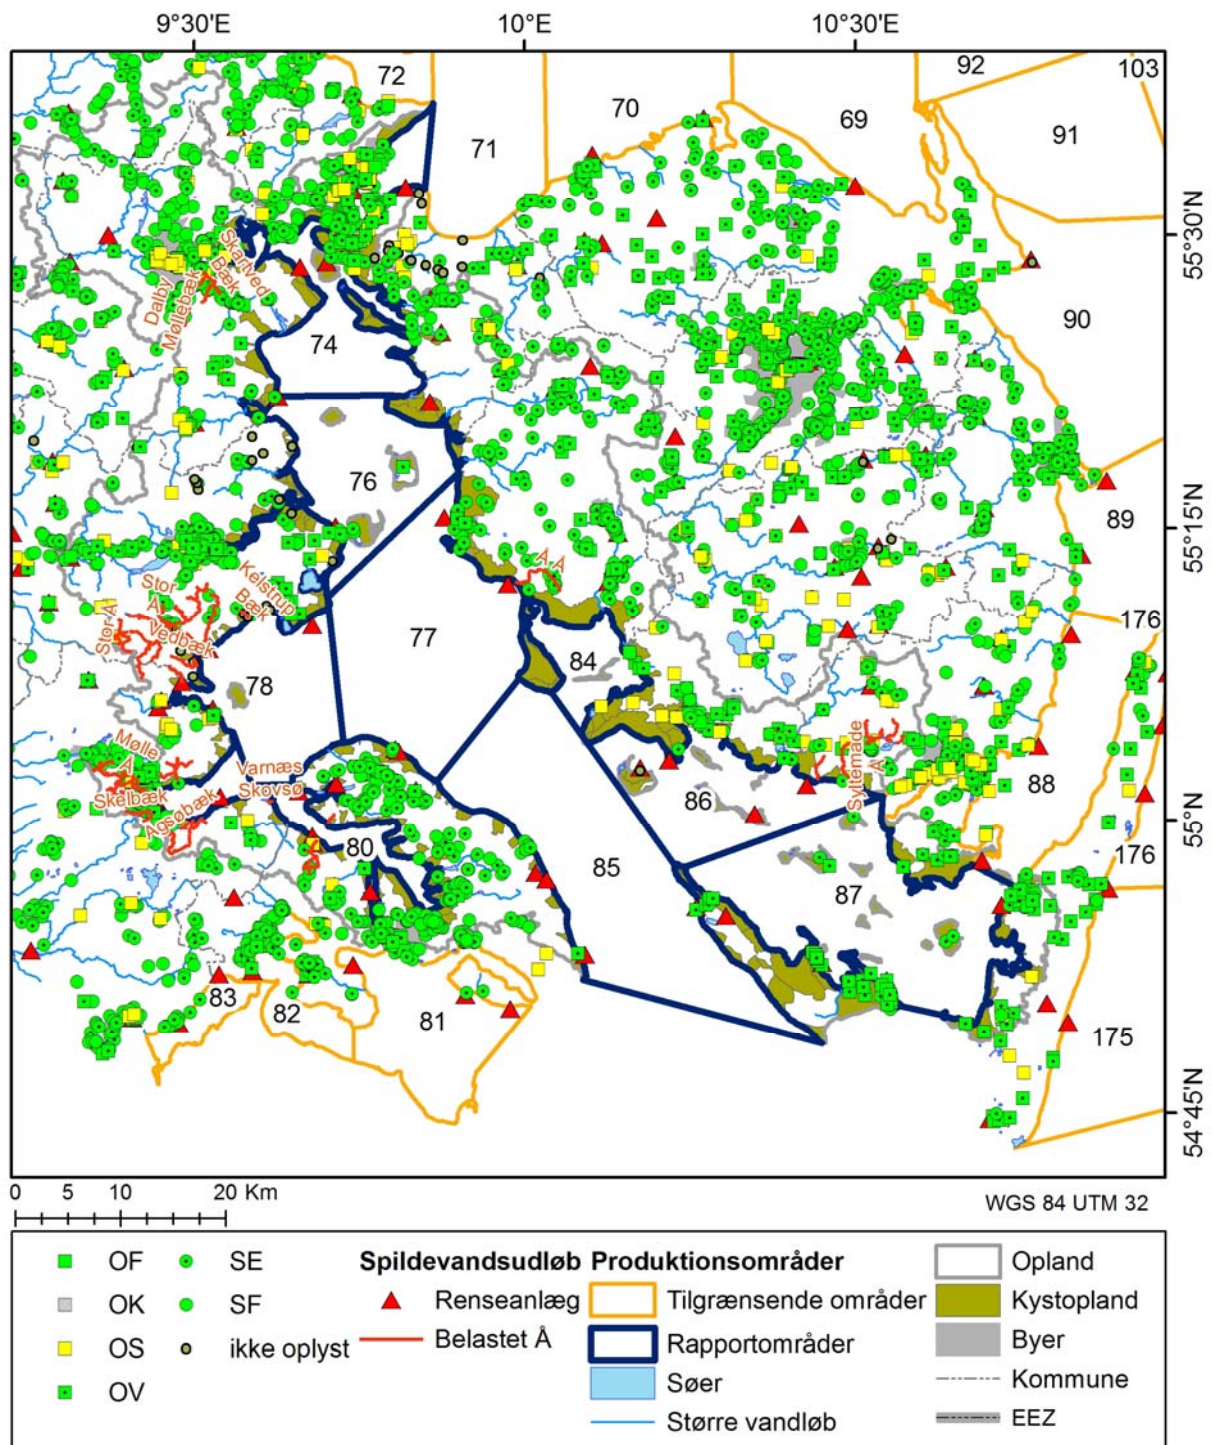 9°30'E
10°E
10°30'E
72
70
92
103
71
69
91
55°30'N
Skartved
Bæk
Dalby
Møllebæk
90
74
76
89
55°15'N
Å Å
Stor
Å
Kelstrup
Bæk
Stor Å
Vedbæk
176
77
84
78
Mølle
Å
Varnæs
Skovsø
Syltemade
Å
Skelbæk
Agsøbæk
86
88
55°N
80
85
176
87
83
82
81
175
54°45'N
0 5 10 20 Km
WGS 84 UTM 32
OF
OK
OS
OV
SE
SF
ikke oplyst
Spildevandsudløb
Renseanlæg
Belastet Å
Produktionsområder
Tilgrænsende områder
Rapportområder
Søer
Større vandløb
Opland
Kystopland
Byer
Kommune
EEZ